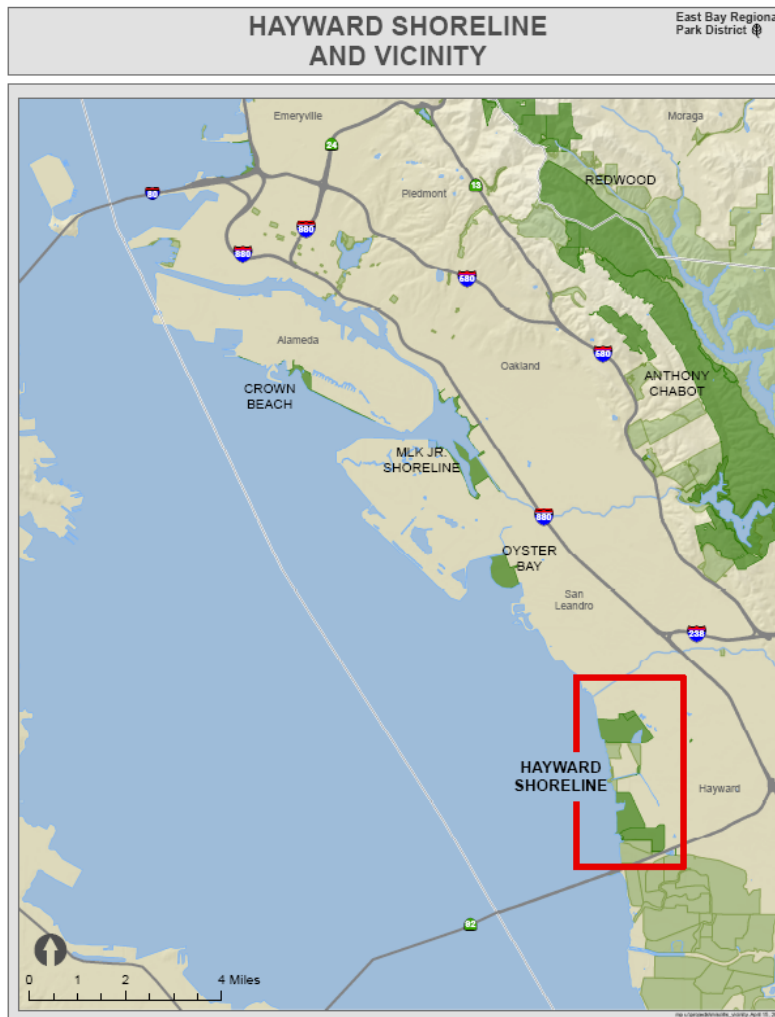 HAYWARD SHORELINE
AND VICINITY
East Bay Regiona
Park District
Emeryville
Moraga
24
REDWOOD
13
Piedmont
80
580
880
580
Alameda
580
Oakland
ANTHONY
CHABOT
CROWN
BEACH
MLK JR.
SHORELINE
880
OYSTER
BAY
San
Leandro
238
HAYWARD
SHORELINE
Hayward
92
0 1 2 4 Miles